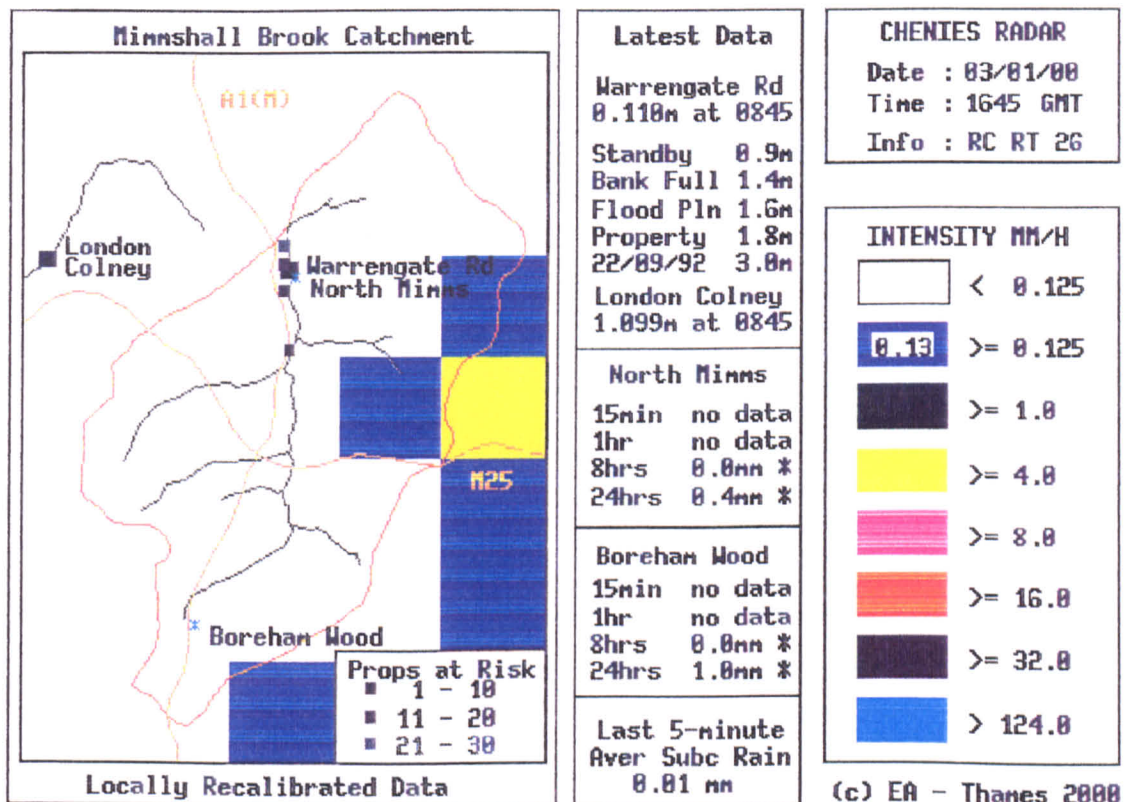 Mimmshall Brook Catchment
A1(M)
London
Colney
Warrengate Rd
North Mimms
M25
Boreham Wood
Props at Risk
1 - 10
11 - 20
21 - 30
Locally Recalibrated Data
Latest Data
Warrengate Rd
0.110m at 0845
Standby 0.9m
Bank Full 1.4m
Flood Pln 1.6m
Property 1.8m
22/09/92 3.0m
London Colney
1.099m at 0845
North Mimms
15min no data
1hr no data
8hrs 0.0mm *
24hrs 0.4mm *
Boreham Wood
15min no data
1hr no data
8hrs 0.0mm *
24hrs 1.0mm *
Last 5-minute
Aver Subc Rain
0.01 mm
CHENIES RADAR
Date : 03/01/00
Time : 1645 GMT
Info : RC RT 26
INTENSITY MM/H
< 0.125
0.13 >= 0.125
>= 1.0
>= 4.0
>= 8.0
>= 16.0
>= 32.0
> 124.0
(c) EA - Thames 2000